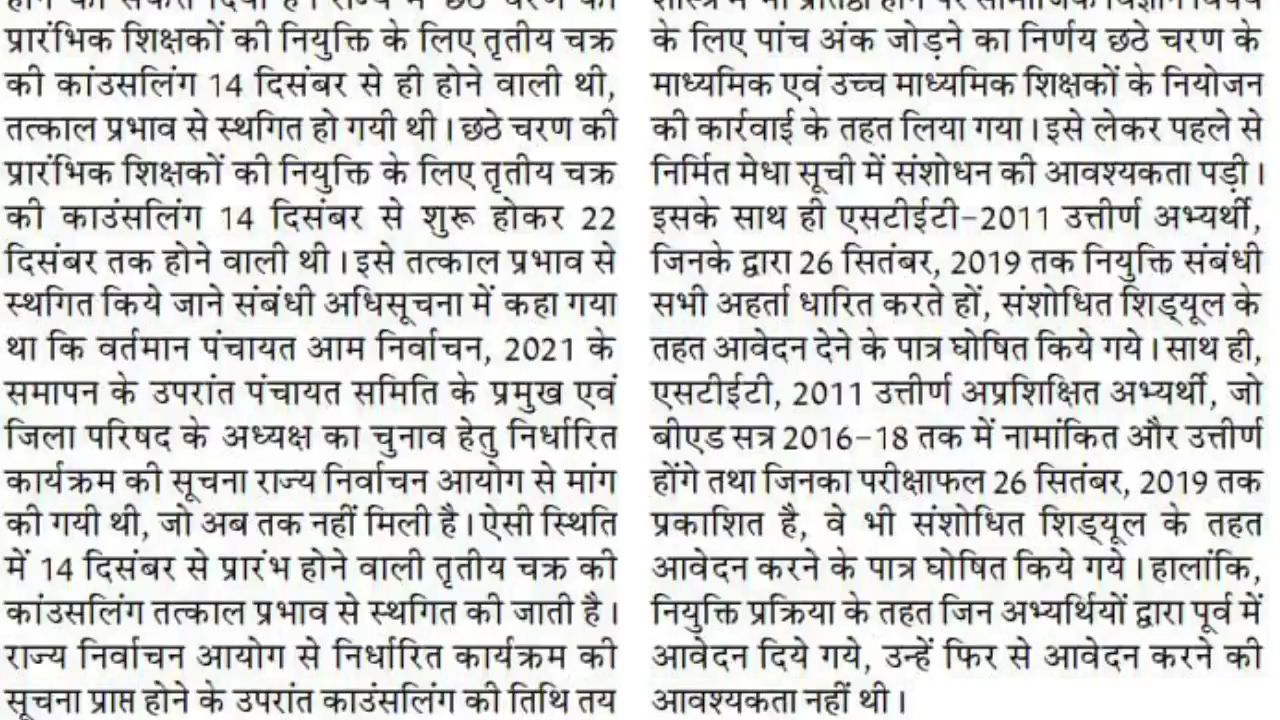 प्रारंभिक शिक्षकों की नियुक्ति के लिए तृतीय चक्र
की कांउसलिंग 14 दिसंबर से ही होने वाली थी,
तत्काल प्रभाव से स्थगित हो गयी थी । छठे चरण की
प्रारंभिक शिक्षकों की नियुक्ति के लिए तृतीय चक्र
की काउंसलिंग 14 दिसंबर से शुरू होकर 22
दिसंबर तक होने वाली थी । इसे तत्काल प्रभाव से
स्थगित किये जाने संबंधी अधिसूचना में कहा गया
था कि वर्तमान पंचायत आम निर्वाचन, 2021 के
समापन के उपरांत पंचायत समिति के प्रमुख एवं
जिला परिषद के अध्यक्ष का चुनाव हेतु निर्धारित
कार्यक्रम की सूचना राज्य निर्वाचन आयोग से मांग
की गयी थी, जो अब तक नहीं मिली है । ऐसी स्थिति
में 14 दिसंबर से प्रारंभ होने वाली तृतीय चक्र की
कांउसलिंग तत्काल प्रभाव से स्थगित की जाती है ।
राज्य निर्वाचन आयोग से निर्धारित कार्यक्रम की
सूचना प्राप्त होने के उपरांत काउंसलिंग की तिथि तय
के लिए पांच अंक जोड़ने का निर्णय छठे चरण के
माध्यमिक एवं उच्च माध्यमिक शिक्षकों के नियोजन
की कार्रवाई के तहत लिया गया । इसे लेकर पहले से
निर्मित मेधा सूची में संशोधन की आवश्यकता पड़ी ।
इसके साथ ही एसटीईटी-2011 उत्तीर्ण अभ्यर्थी,
जिनके द्वारा 26 सितंबर, 2019 तक नियुक्ति संबंधी
सभी अहर्ता धारित करते हों, संशोधित शिड्यूल के
तहत आवेदन देने के पात्र घोषित किये गये । साथ ही,
एसटीईटी, 2011 उत्तीर्ण अप्रशिक्षित अभ्यर्थी, जो
बीएड सत्र 2016-18 तक में नामांकित और उत्तीर्ण
होंगे तथा जिनका परीक्षाफल 26 सितंबर, 2019 तक
प्रकाशित है, वे भी संशोधित शिड्यूल के तहत
आवेदन करने के पात्र घोषित किये गये । हालांकि,
नियुक्ति प्रक्रिया के तहत जिन अभ्यर्थियों द्वारा पूर्व में
आवेदन दिये गये, उन्हें फिर से आवेदन करने की
आवश्यकता नहीं थी ।